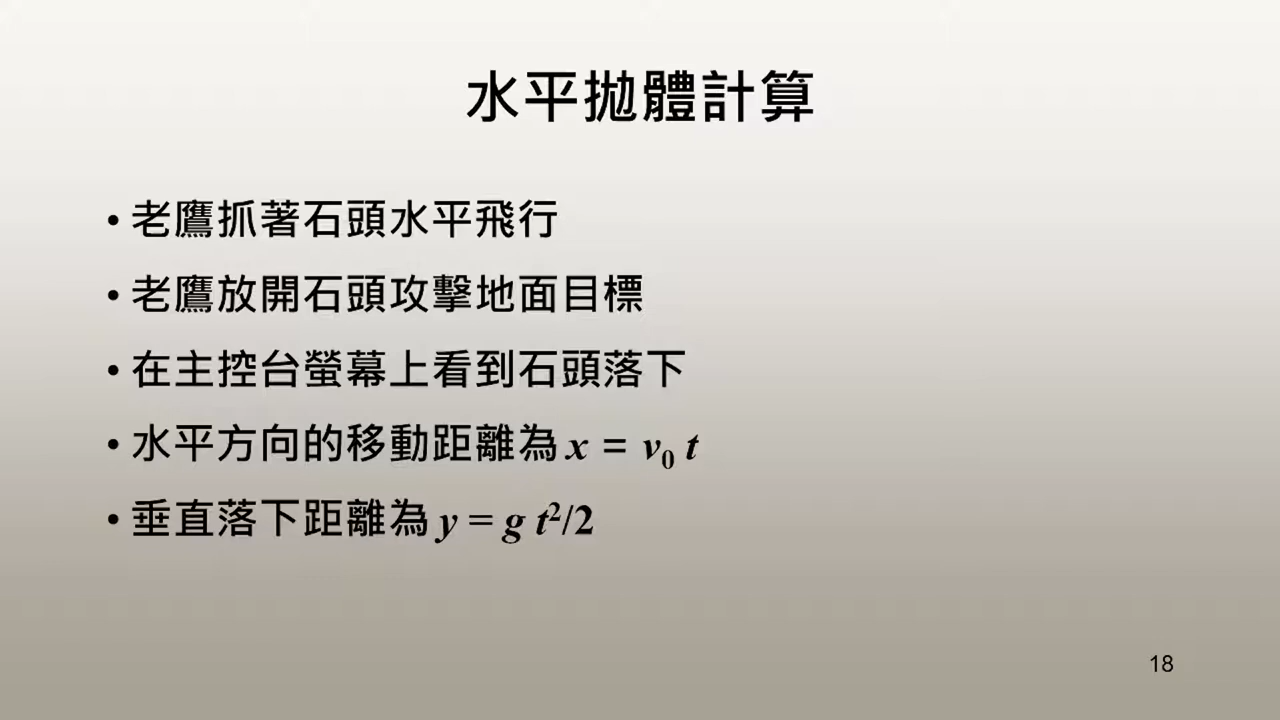 水平拋體計算
• 老鷹抓著石頭水平飛行
• 老鷹放開石頭攻擊地面目標
• 在主控台螢幕上看到石頭落下
• 水平方向的移動距離為 x = v₀ t
• 垂直落下距離為 y = g t²/2
18